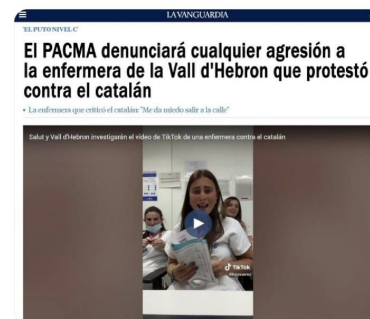 LA VANGUARDIA
'EL PUTO NIVEL C'
El PACMA denunciará cualquier agresión a
la enfermera de la Vall d'Hebron que protestó
contra el catalán
• La enfermera que criticó el catalán: "Me da miedo salir a la calle"
Salut y Vall d'Hebron investigarán el vídeo de TikTok de una enfermera contra el catalán
TikTok